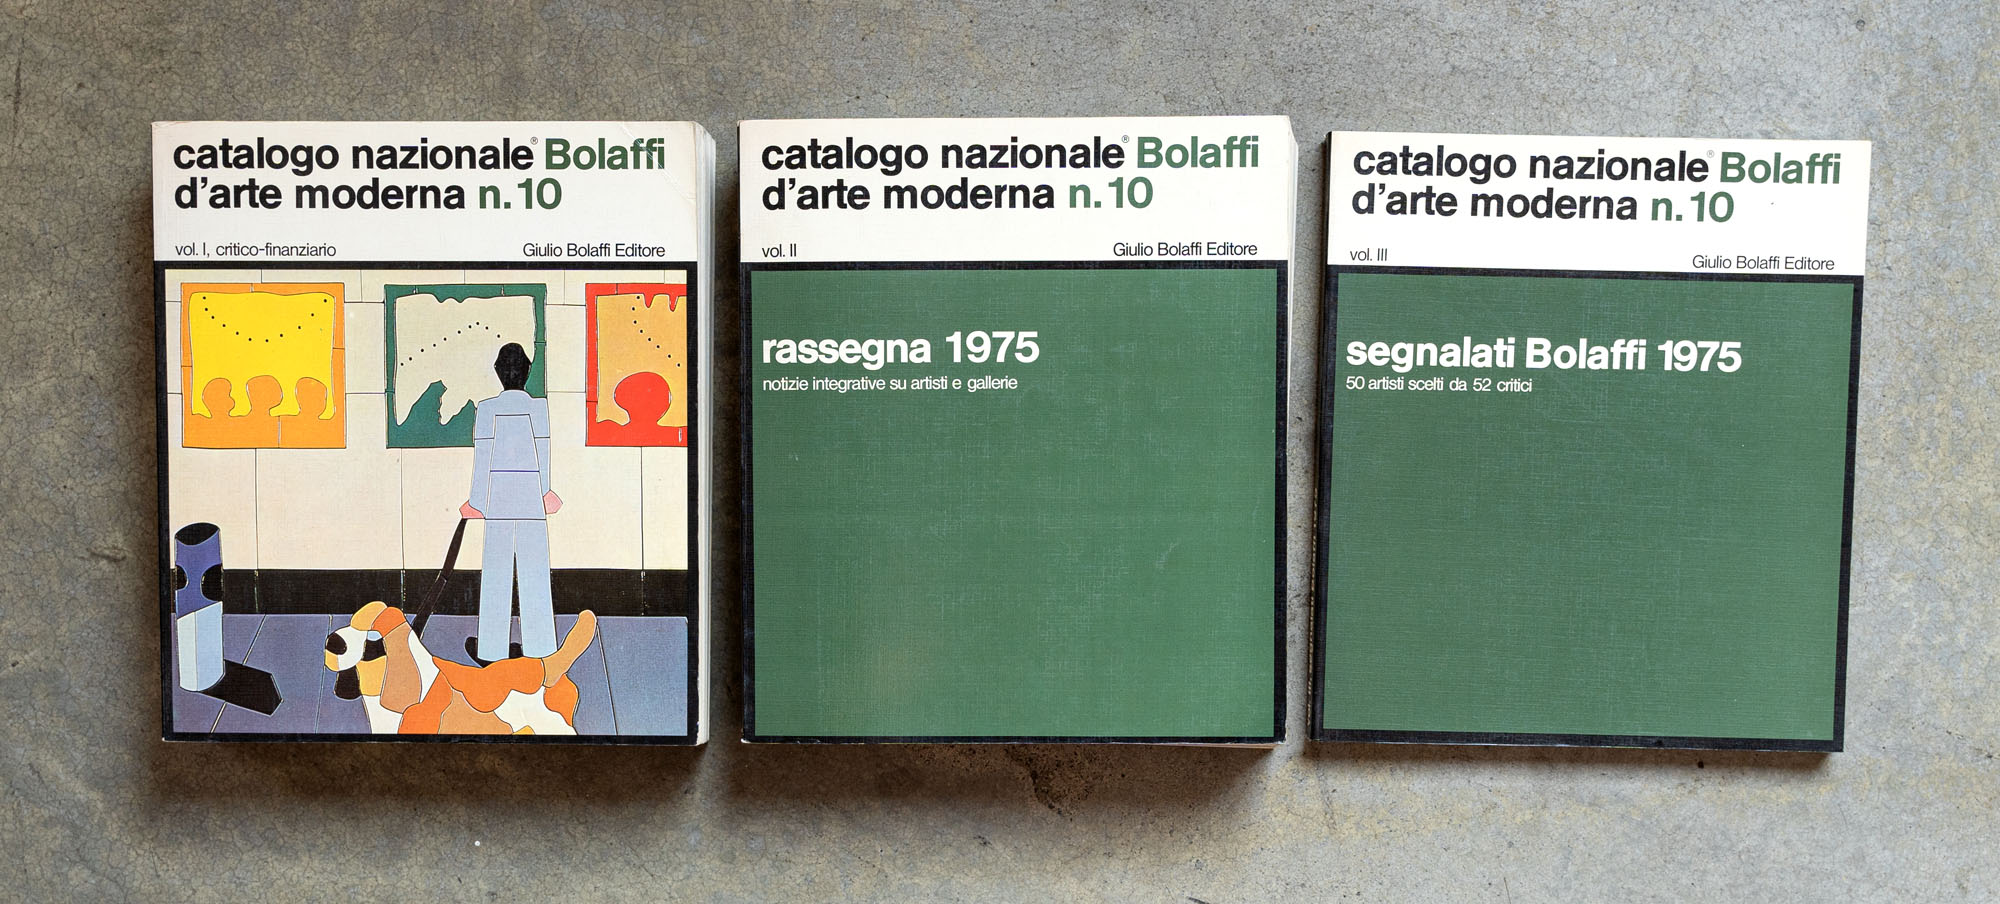 catalogo nazionale® Bolaffi
d'arte moderna n.10
vol. I, critico-finanziario
Giulio Bolaffi Editore
catalogo nazionale® Bolaffi
d'arte moderna n.10
vol. II
Giulio Bolaffi Editore
rassegna 1975
notizie integrative su artisti e gallerie
catalogo nazionale® Bolaffi
d'arte moderna n.10
vol. III
Giulio Bolaffi Editore
segnalati Bolaffi 1975
50 artisti scelti da 52 critici